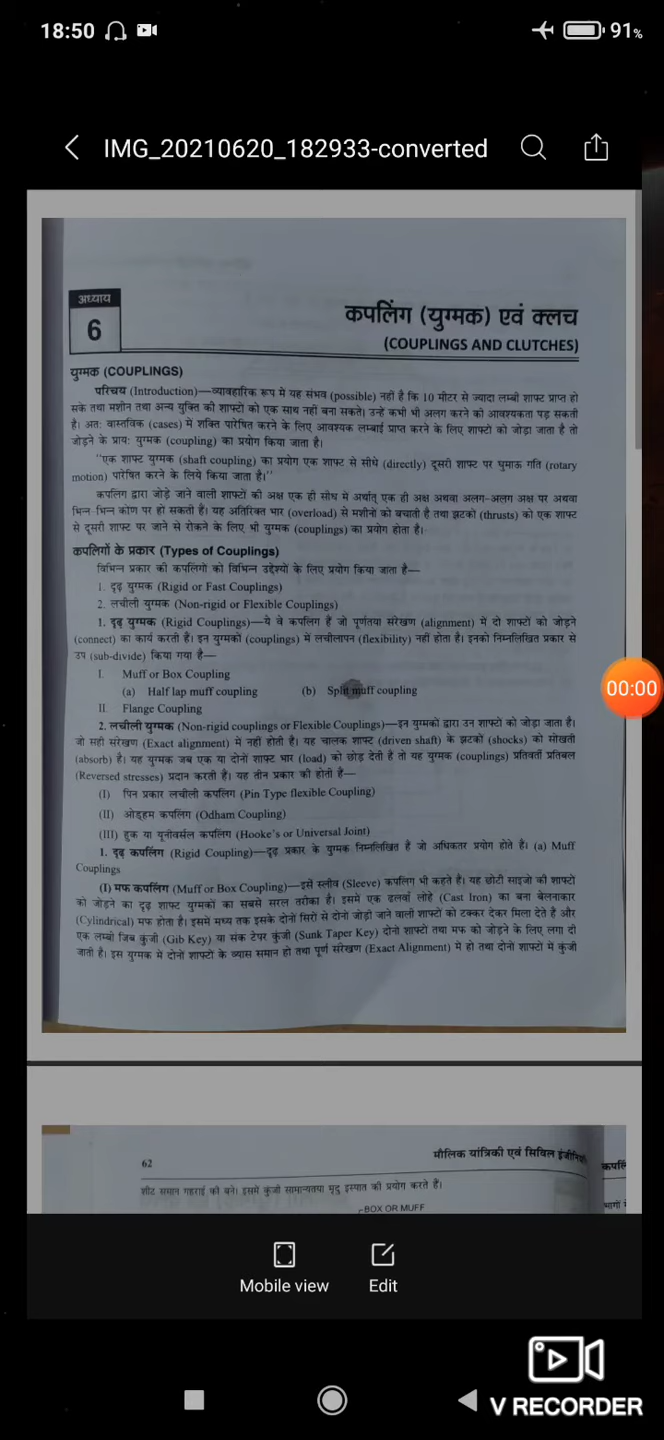 18:50 91%
IMG_20210620_182933-converted
अध्याय
6
कपलिंग (युग्मक) एवं क्लच
(COUPLINGS AND CLUTCHES)
युग्मक (COUPLINGS)
परिचय (Introduction)—व्यावहारिक रूप में यह संभव (possible) नहीं है कि 10 मीटर से ज्यादा लम्बी शाफ्ट प्राप्त हो
सके तथा मशीन तथा अन्य युक्ति की शाफ्टों को एक साथ नहीं बना सकते। उन्हें कभी भी अलग करने की आवश्यकता पड़ सकती
है। अतः वास्तविक (cases) में शक्ति पारेषित करने के लिए आवश्यक लम्बाई प्राप्त करने के लिए शाफ्टों को जोड़ा जाता है तो
जोड़ने के प्रायः युग्मक (coupling) का प्रयोग किया जाता है।
"एक शाफ्ट युग्मक (shaft coupling) का प्रयोग एक शाफ्ट से सीधे (directly) दूसरी शाफ्ट पर घुमाऊ गति (rotary
motion) पारेषित करने के लिये किया जाता है।"
कपलिंग द्वारा जोड़े जाने वाली शाफ्टों की अक्ष एक ही सीध में अर्थात् एक ही अक्ष अथवा अलग-अलग अक्ष पर अथवा
भिन्न भिन्न कोण पर हो सकती हैं। यह अतिरिक्त भार (overload) से मशीनों को बचाती है तथा झटकों (thrusts) को एक शाफ्ट
से दूसरी शाफ्ट पर जाने से रोकने के लिए भी युग्मक (couplings) का प्रयोग होता है।
कपलिगों के प्रकार (Types of Couplings)
विभिन्न प्रकार की कपलिगों को विभिन्न उद्देश्यों के लिए प्रयोग किया जाता है—
1. दृढ़ युग्मक (Rigid or Fast Couplings)
2. लचीली युग्मक (Non-rigid or Flexible Couplings)
1. दृढ़ युग्मक (Rigid Couplings)—ये वे कपलिंग हैं जो पूर्णतया संरेखण (alignment) में दो शाफ्टों को जोड़ने
(connect) का कार्य करती हैं। इन युग्मकों (couplings) में लचीलापन (flexibility) नहीं होता है। इनको निम्नलिखित प्रकार से
उप (sub-divide) किया गया है—
I. Muff or Box Coupling
(a) Half lap muff coupling (b) Split muff coupling
II. Flange Coupling
2. लचीली युग्मक (Non-rigid couplings or Flexible Couplings)—इन युग्मकों द्वारा उन शाफ्टों को जोड़ा जाता है।
जो सही संरेखण (Exact alignment) में नहीं होती है। यह चालक शाफ्ट (driven shaft) के झटकों (shocks) को सोखती
(absorb) है। यह युग्मक जब एक या दोनों शाफ्ट भार (load) को छोड़ देती है तो यह युग्मक (couplings) प्रतिवर्ती प्रतिबल
(Reversed stresses) प्रदान करती है। यह तीन प्रकार की होती है—
(I) पिन प्रकार लचीली कपलिंग (Pin Type flexible Coupling)
(II) ओड्हम कपलिंग (Odham Coupling)
(III) हुक या यूनीवर्सल कपलिंग (Hooke's or Universal Joint)
1. दृढ़ कपलिंग (Rigid Coupling)—दृढ़ प्रकार के युग्मक निम्नलिखित है जो अधिकतर प्रयोग होते है। (a) Muff
Couplings
(I) मफ कपलिंग (Muff or Box Coupling)—इसे स्लीव (Sleeve) कपलिंग भी कहते है। यह छोटी साइजों की शाफ्टों
को जोड़ने का दृढ़ शाफ्ट युग्मकों का सबसे सरल तरीका है। इसमें एक ढलवाँ लोहे (Cast Iron) का बना बेलनाकार
(Cylindrical) मफ होता है। इसमें मध्य तक इसके दोनों सिरों से दोनों जोड़ी जाने वाली शाफ्टों को टक्कर देकर मिला देते है और
एक लम्बी जिब कुंजी (Gib Key) या संक टेपर कुंजी (Sunk Taper Key) दोनों शाफ्टों तथा मफ को जोड़ने के लिए लगा दी
जाती है। इस युग्मक में दोनों शाफ्टों के व्यास समान हो तथा पूर्ण संरेखण (Exact Alignment) में हो तथा दोनों शाफ्टों में कुंजी
00:00
62 मौलिक यांत्रिकी एवं सिविल इंजीनि
शीट समान गहराई की बने। इसमें कुंजी सामान्यतया मृदु इस्पात की प्रयोग करते हैं।
BOX OR MUFF
Mobile view Edit
V RECORDER